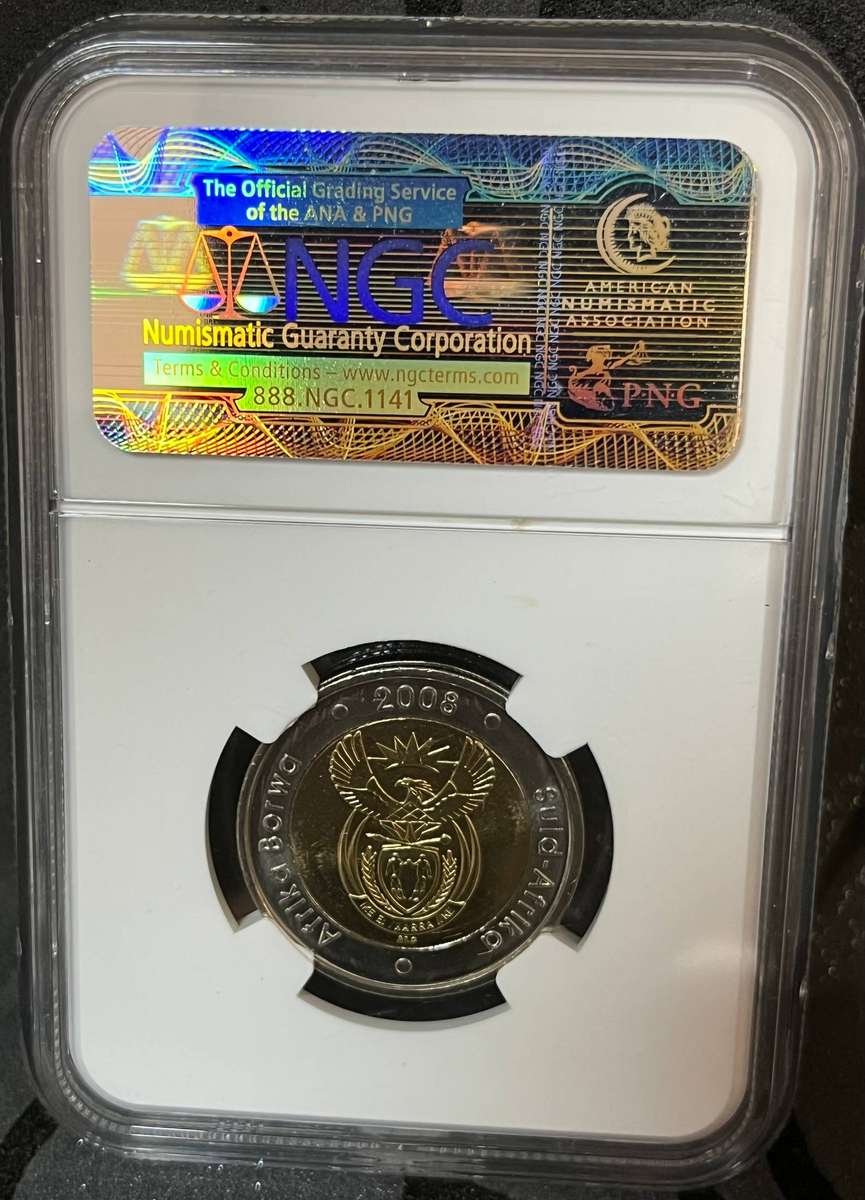 The Official Grading Service
of the ANA & PNG
NGC
Numismatic Guaranty Corporation
Terms & Conditions – www.ngcterms.com
888.NGC.1141
AMERICAN
NUMISMATIC
ASSOCIATION
PNG
2008
Afrika Borwa
Suid-Afrika